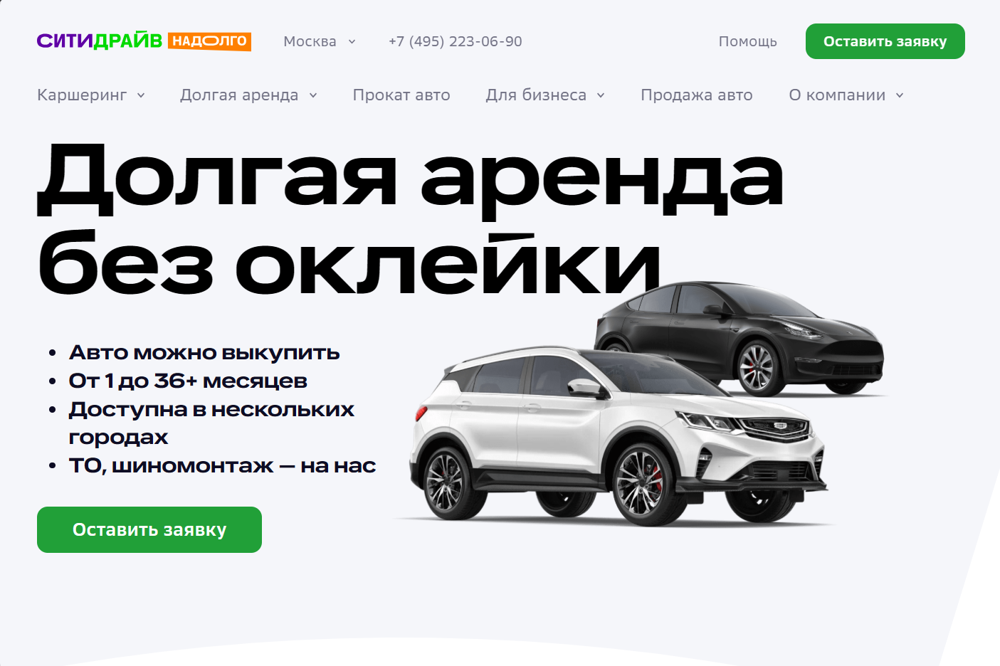 СИТИДРАЙВ НАДОЛГО Москва +7 (495) 223-06-90 Помощь Оставить заявку
Каршеринг Долгая аренда Прокат авто Для бизнеса Продажа авто О компании
Долгая аренда
без оклейки
• Авто можно выкупить
• От 1 до 36+ месяцев
• Доступна в нескольких
городах
• ТО, шиномонтаж — на нас
Оставить заявку